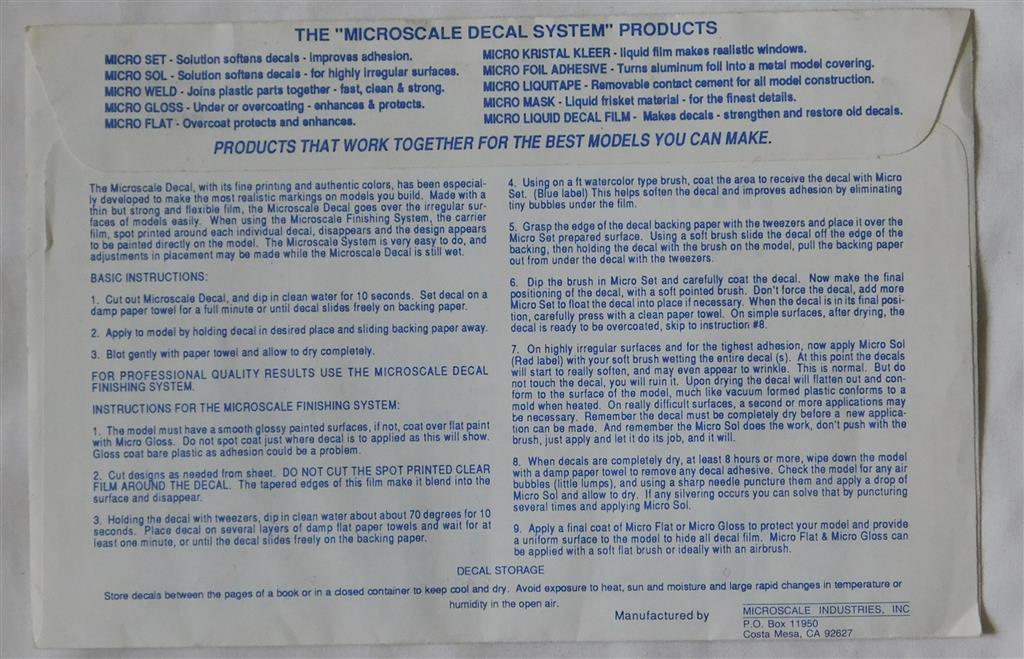 THE "MICROSCALE DECAL SYSTEM" PRODUCTS
MICRO SET - Solution softens decals - improves adhesion.
MICRO SOL - Solution softens decals - for highly irregular surfaces.
MICRO WELD - Joins plastic parts together - fast, clean & strong.
MICRO GLOSS - Under or overcoating - enhances & protects.
MICRO FLAT - Overcoat protects and enhances.
MICRO KRISTAL KLEER - liquid film makes realistic windows.
MICRO FOIL ADHESIVE - Turns aluminum foil into a metal model covering.
MICRO LIQUITAPE - Removable contact cement for all model construction.
MICRO MASK - Liquid frisket material - for the finest details.
MICRO LIQUID DECAL FILM - Makes decals - strengthen and restore old decals.
PRODUCTS THAT WORK TOGETHER FOR THE BEST MODELS YOU CAN MAKE.
The Microscale Decal, with its fine printing and authentic colors, has been especial-
ly developed to make the most realistic markings on models you build. Made with a
thin but strong and flexible film, the Microscale Decal goes over the irregular sur-
faces of models easily. When using the Microscale Finishing System, the carrier
film, spot printed around each individual decal, disappears and the design appears
to be painted directly on the model. The Microscale System is very easy to do, and
adjustments in placement may be made while the Microscale Decal is still wet.
BASIC INSTRUCTIONS:
1. Cut out Microscale Decal, and dip in clean water for 10 seconds. Set decal on a
damp paper towel for a full minute or until decal slides freely on backing paper.
2. Apply to model by holding decal in desired place and sliding backing paper away.
3. Blot gently with paper towel and allow to dry completely.
FOR PROFESSIONAL QUALITY RESULTS USE THE MICROSCALE DECAL
FINISHING SYSTEM.
INSTRUCTIONS FOR THE MICROSCALE FINISHING SYSTEM:
1. The model must have a smooth glossy painted surfaces, if not, coat over flat paint
with Micro Gloss. Do not spot coat just where decal is to applied as this will show.
Gloss coat bare plastic as adhesion could be a problem.
2. Cut designs as needed from sheet. DO NOT CUT THE SPOT PRINTED CLEAR
FILM AROUND THE DECAL. The tapered edges of this film make it blend into the
surface and disappear.
3. Holding the decal with tweezers, dip in clean water about about 70 degrees for 10
seconds. Place decal on several layers of damp flat paper towels and wait for at
least one minute, or until the decal slides freely on the backing paper.
4. Using on a ft watercolor type brush, coat the area to receive the decal with Micro
Set. (Blue label) This helps soften the decal and improves adhesion by eliminating
tiny bubbles under the film.
5. Grasp the edge of the decal backing paper with the tweezers and place it over the
Micro Set prepared surface. Using a soft brush slide the decal off the edge of the
backing, then holding the decal with the brush on the model, pull the backing paper
out from under the decal with the tweezers.
6. Dip the brush in Micro Set and carefully coat the decal. Now make the final
positioning of the decal, with a soft pointed brush. Don't force the decal, add more
Micro Set to float the decal into place if necessary. When the decal is in its final posi-
tion, carefully press with a clean paper towel. On simple surfaces, after drying, the
decal is ready to be overcoated, skip to instruction #8.
7. On highly irregular surfaces and for the tighest adhesion, now apply Micro Sol
(Red label) with your soft brush wetting the entire decal (s). At this point the decals
will start to really soften, and may even appear to wrinkle. This is normal. But do
not touch the decal, you will ruin it. Upon drying the decal will flatten out and con-
form to the surface of the model, much like vacuum formed plastic conforms to a
mold when heated. On really difficult surfaces, a second or more applications may
be necessary. Remember the decal must be completely dry before a new applica-
tion can be made. And remember the Micro Sol does the work, don't push with the
brush, just apply and let it do its job, and it will.
8. When decals are completely dry, at least 8 hours or more, wipe down the model
with a damp paper towel to remove any decal adhesive. Check the model for any air
bubbles (little lumps), and using a sharp needle puncture them and apply a drop of
Micro Sol and allow to dry. If any silvering occurs you can solve that by puncturing
several times and applying Micro Sol.
9. Apply a final coat of Micro Flat or Micro Gloss to protect your model and provide
a uniform surface to the model to hide all decal film. Micro Flat & Micro Gloss can
be applied with a soft flat brush or ideally with an airbrush.
DECAL STORAGE
Store decals between the pages of a book or in a closed container to keep cool and dry. Avoid exposure to heat, sun and moisture and large rapid changes in temperature or
humidity in the open air.
Manufactured by
MICROSCALE INDUSTRIES, INC
P.O. Box 11950
Costa Mesa, CA 92627